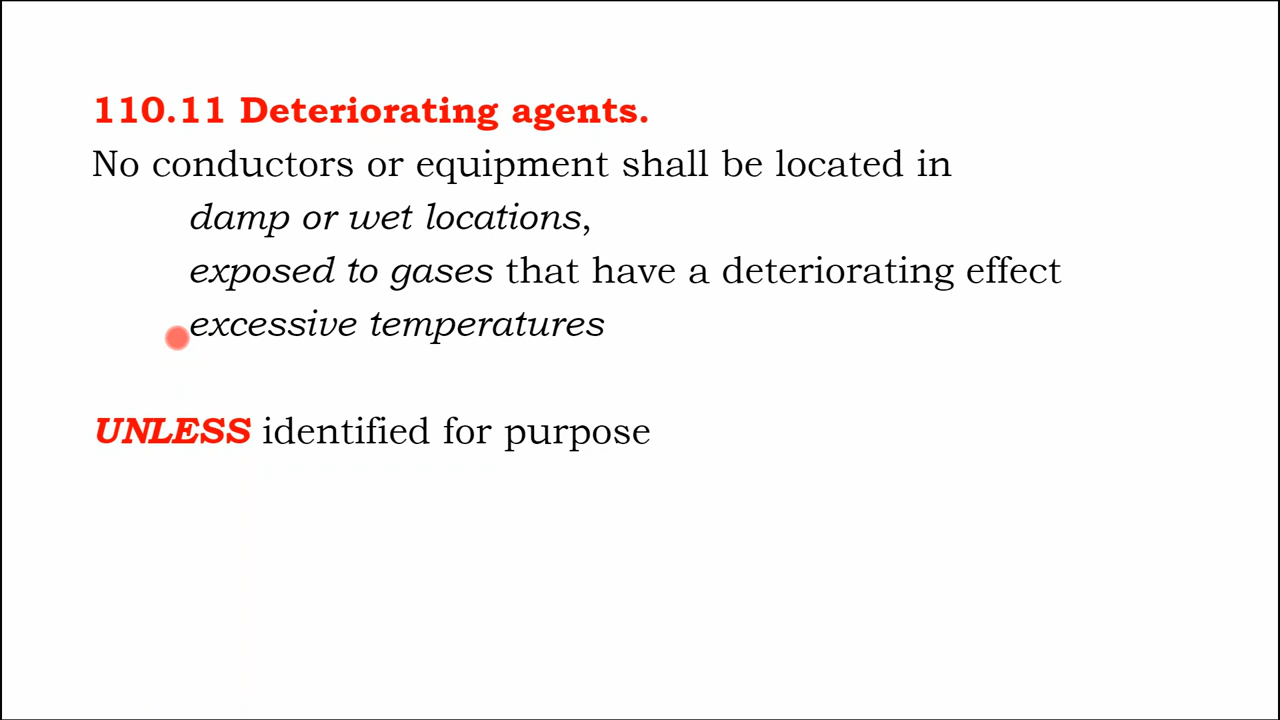 110.11 Deteriorating agents.
No conductors or equipment shall be located in
damp or wet locations,
exposed to gases that have a deteriorating effect
excessive temperatures
UNLESS identified for purpose